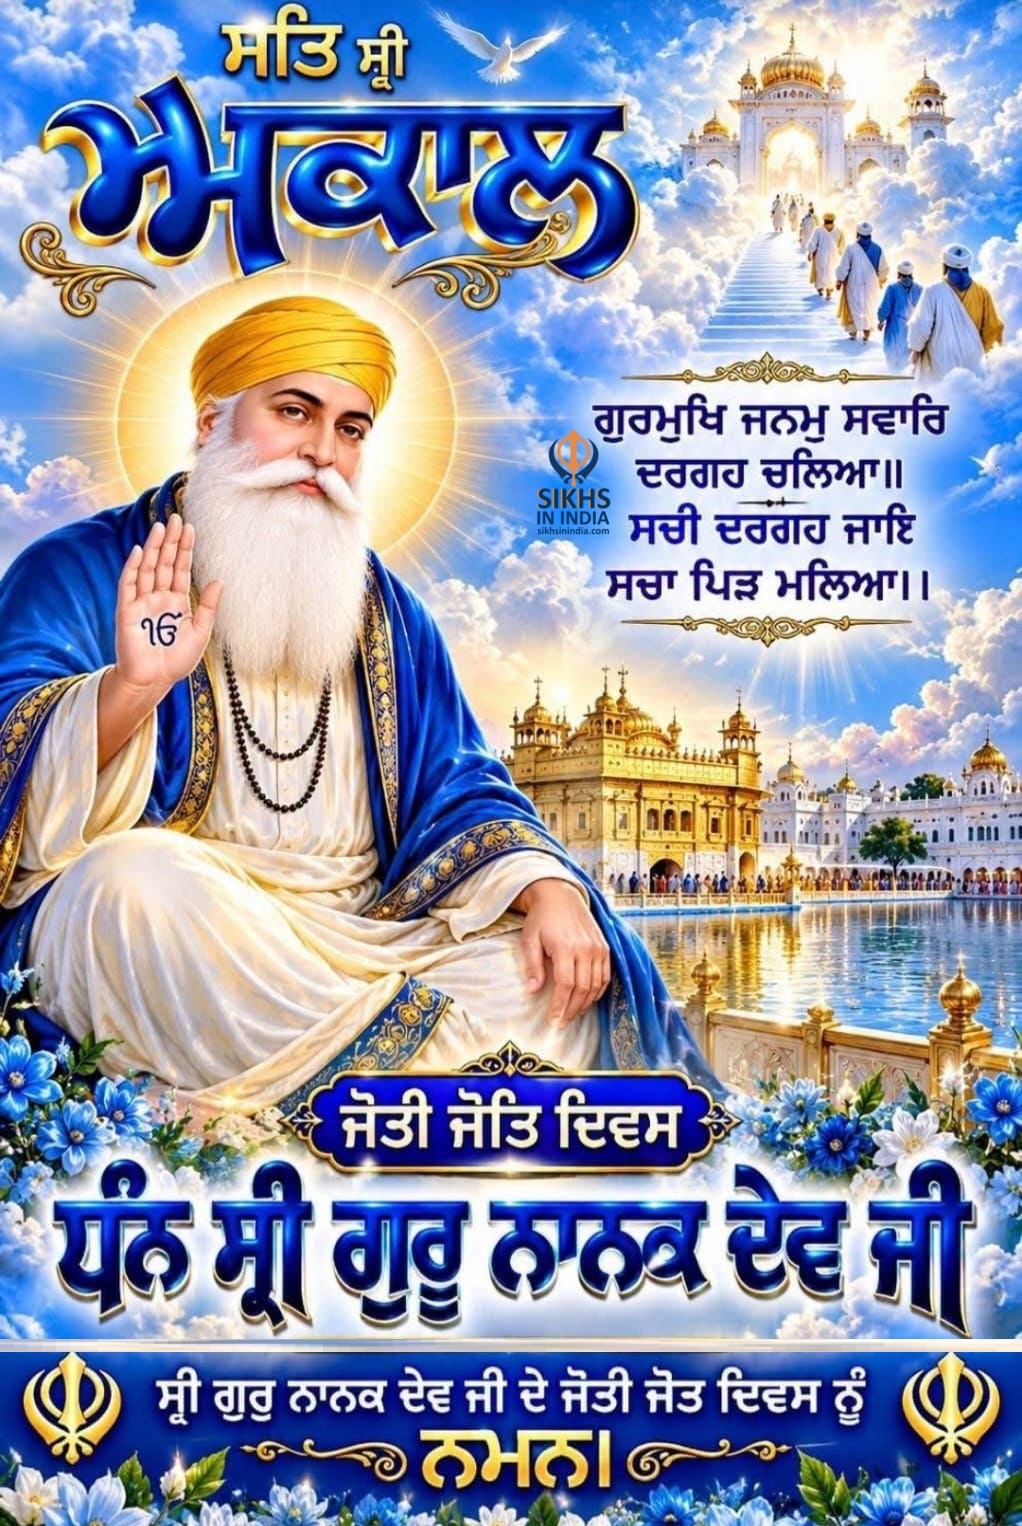 ਸਤਿ ਸ਼੍ਰੀ
ਅਕਾਲ
ਗੁਰਮੁਖਿ ਜਨਮੁ ਸਵਾਰਿ
ਦਰਗਹ ਚਲਿਆ॥
ਸਚੀ ਦਰਗਹ ਜਾਇ
ਸਚਾ ਪਿੜ ਮਲਿਆ।।
SIKHS
IN INDIA
sikhsinindia.com
ੴ
ਜੋਤੀ ਜੋਤਿ ਦਿਵਸ
ਧੰਨ ਸ਼੍ਰੀ ਗੁਰੂ ਨਾਨਕ ਦੇਵ ਜੀ
ਸ੍ਰੀ ਗੁਰੁ ਨਾਨਕ ਦੇਵ ਜੀ ਦੇ ਜੋਤੀ ਜੋਤ ਦਿਵਸ ਨੂੰ
ਨਮਨ।